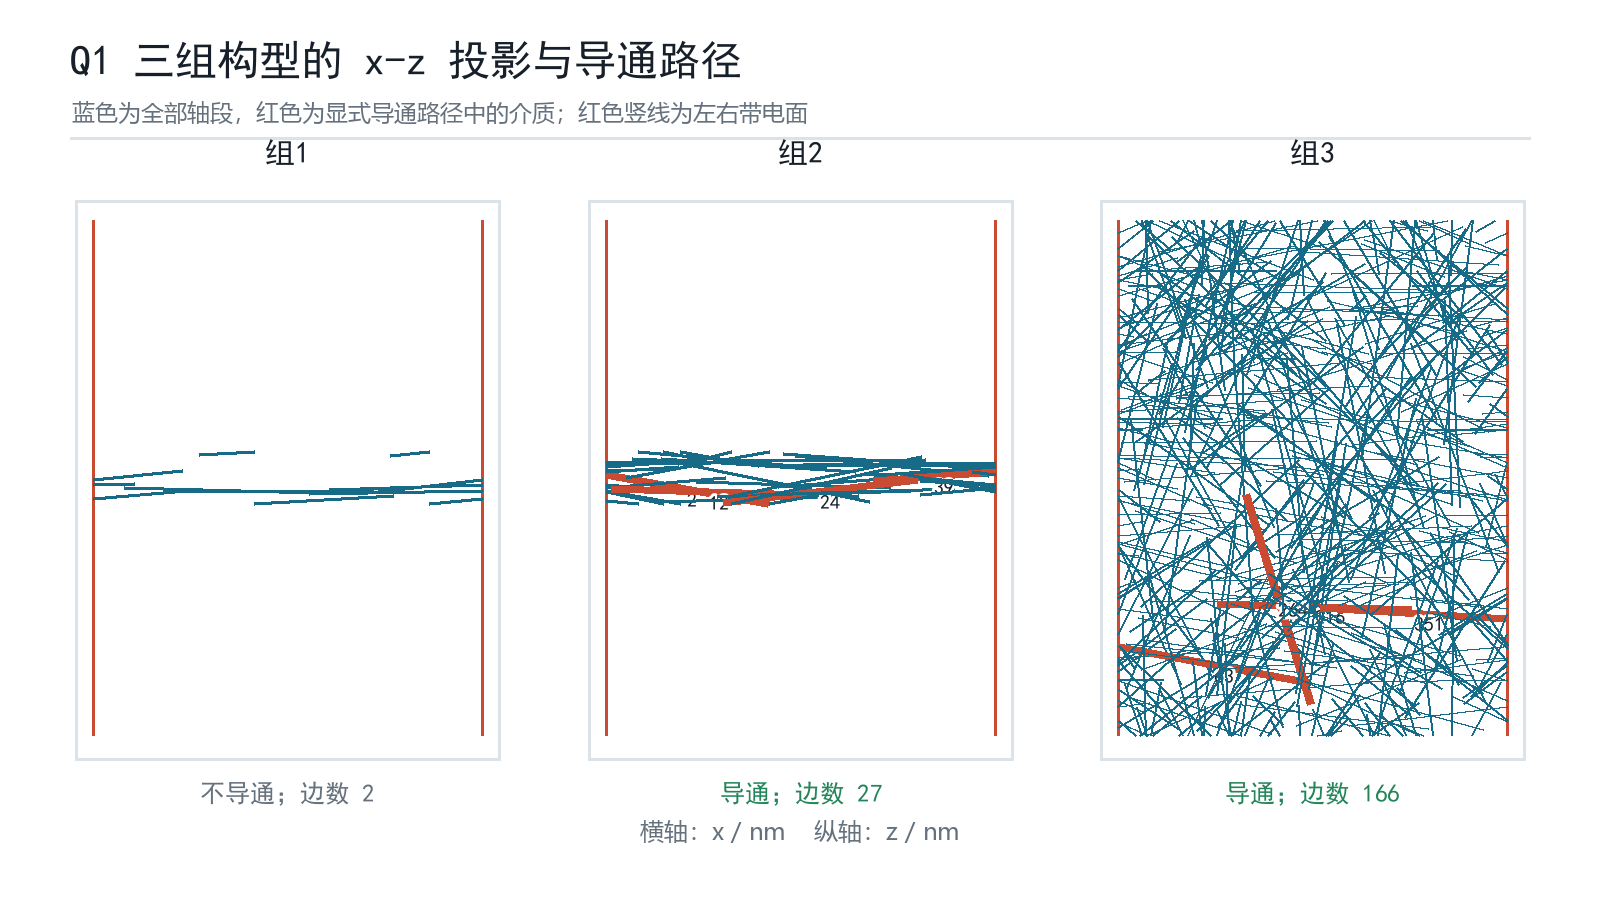 Q1 三组构型的 x-z 投影与导通路径
蓝色为全部轴段，红色为显式导通路径中的介质；红色竖线为左右带电面
组1
组2
组3
2
12
24
39
不导通；边数 2
导通；边数 27
导通；边数 166
横轴：x / nm 纵轴：z / nm